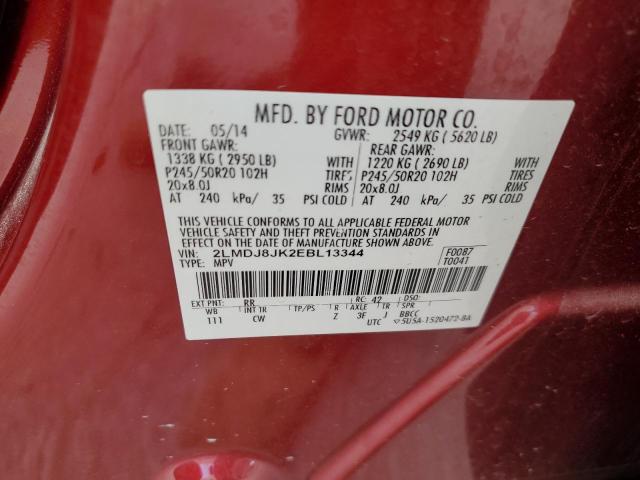 MFD. BY FORD MOTOR CO.
DATE: 05/14 GVWR: 2549 KG ( 5620 LB)
FRONT GAWR: REAR GAWR:
1338 KG ( 2950 LB) WITH 1220 KG ( 2690 LB) WITH
P245/50R20 102H TIRES P245/50R20 102H TIRES
20x8.0J RIMS 20x8.0J RIMS
AT 240 kPa/ 35 PSI COLD AT 240 kPa/ 35 PSI COLD
THIS VEHICLE CONFORMS TO ALL APPLICABLE FEDERAL MOTOR
VEHICLE SAFETY AND THEFT PREVENTION STANDARDS IN
EFFECT ON THE DATE OF MANUFACTURE SHOWN ABOVE.
VIN: 2LMDJ8JK2EBL13344 F0087
TYPE: MPV T0041
EXT PNT: RR RC: 42 DSO:
WB INT TR TP/PS R AXLE TR SPR
111 CW Z 3F J BBCC
UTC 5U5A-1520472-BA